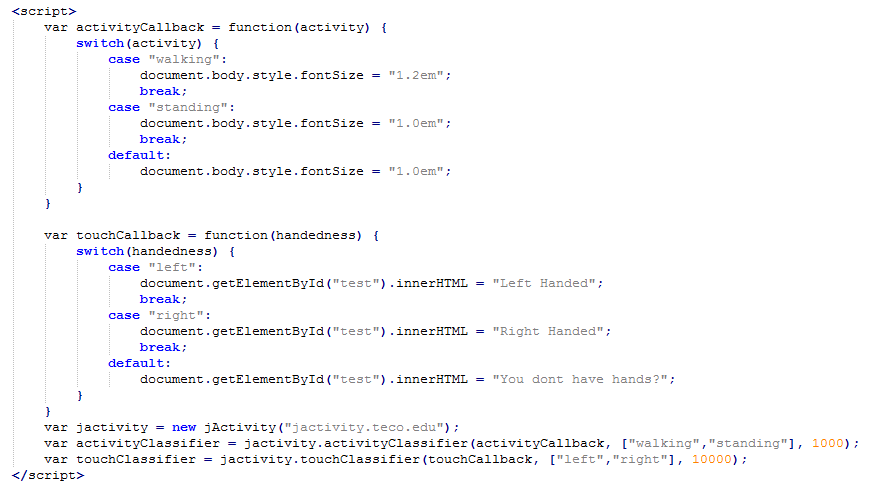 <script>
    var activityCallback = function(activity) {
        switch(activity) {
            case "walking":
                document.body.style.fontSize = "1.2em";
                break;
            case "standing":
                document.body.style.fontSize = "1.0em";
                break;
            default:
                document.body.style.fontSize = "1.0em";
        }
    }

    var touchCallback = function(handedness) {
        switch(handedness) {
            case "left":
                document.getElementById("test").innerHTML = "Left Handed";
                break;
            case "right":
                document.getElementById("test").innerHTML = "Right Handed";
                break;
            default:
                document.getElementById("test").innerHTML = "You dont have hands?";
        }
    }
    var jactivity = new jActivity("jactivity.teco.edu");
    var activityClassifier = jactivity.activityClassifier(activityCallback, ["walking","standing"], 1000);
    var touchClassifier = jactivity.touchClassifier(touchCallback, ["left","right"], 10000);
</script>